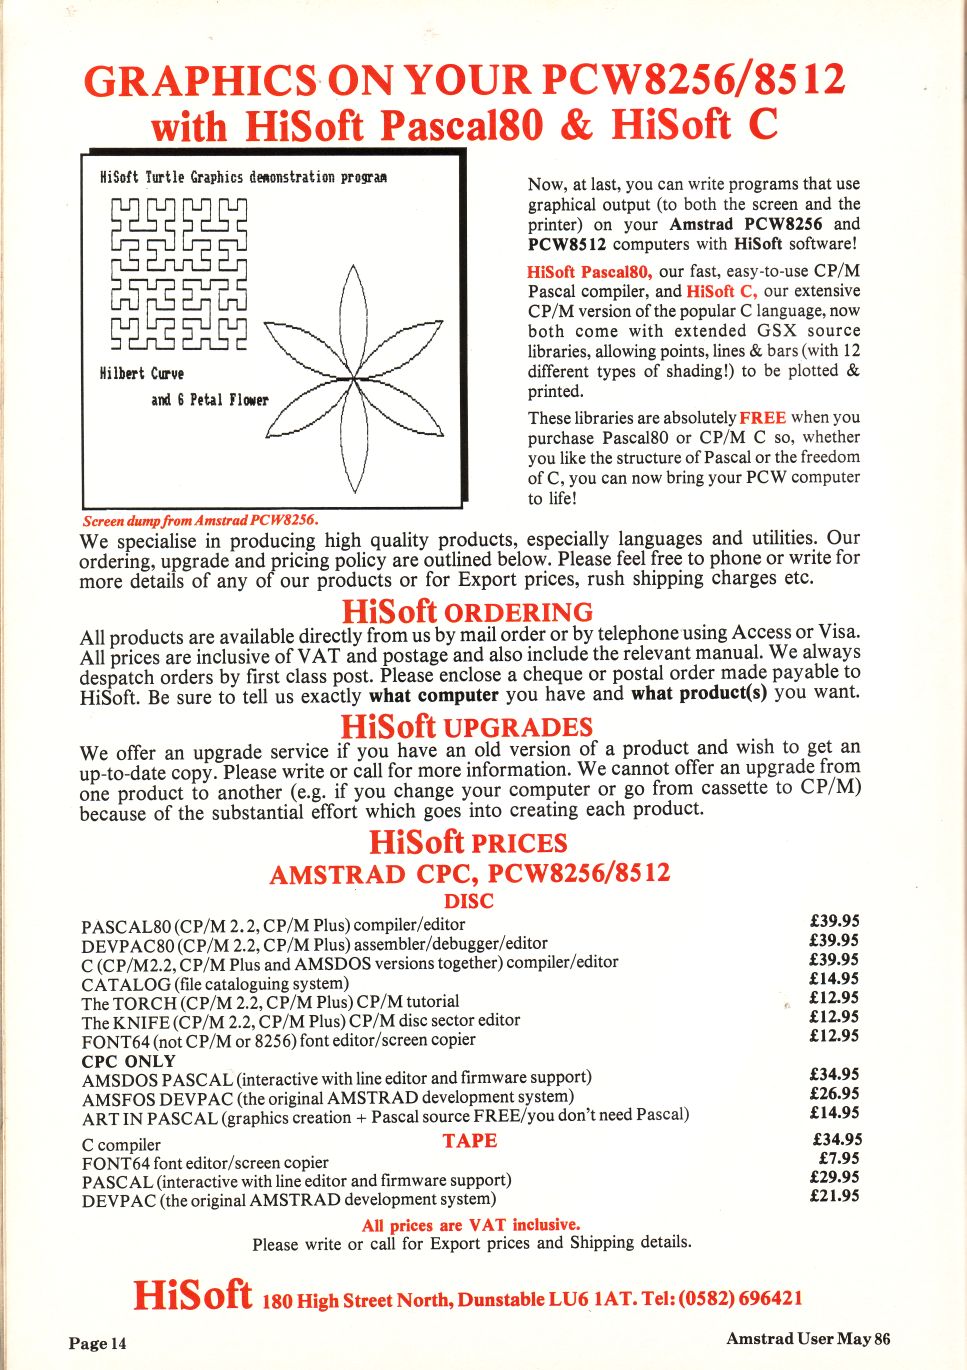 GRAPHICS ON YOUR PCW8256/8512
with HiSoft Pascal80 & HiSoft C
HiSoft Turtle Graphics demonstration program
Hilbert Curve
and 6 Petal Flower
Screen dump from Amstrad PCW8256.
Now, at last, you can write programs that use
graphical output (to both the screen and the
printer) on your Amstrad PCW8256 and
PCW8512 computers with HiSoft software!
HiSoft Pascal80, our fast, easy-to-use CP/M
Pascal compiler, and HiSoft C, our extensive
CP/M version of the popular C language, now
both come with extended GSX source
libraries, allowing points, lines & bars (with 12
different types of shading!) to be plotted &
printed.
These libraries are absolutely FREE when you
purchase Pascal80 or CP/M C so, whether
you like the structure of Pascal or the freedom
of C, you can now bring your PCW computer
to life!
We specialise in producing high quality products, especially languages and utilities. Our
ordering, upgrade and pricing policy are outlined below. Please feel free to phone or write for
more details of any of our products or for Export prices, rush shipping charges etc.
HiSoft ORDERING
All products are available directly from us by mail order or by telephone using Access or Visa.
All prices are inclusive of VAT and postage and also include the relevant manual. We always
despatch orders by first class post. Please enclose a cheque or postal order made payable to
HiSoft. Be sure to tell us exactly what computer you have and what product(s) you want.
HiSoft UPGRADES
We offer an upgrade service if you have an old version of a product and wish to get an
up-to-date copy. Please write or call for more information. We cannot offer an upgrade from
one product to another (e.g. if you change your computer or go from cassette to CP/M)
because of the substantial effort which goes into creating each product.
HiSoft PRICES
AMSTRAD CPC, PCW8256/8512
DISC
PASCAL80 (CP/M 2.2, CP/M Plus) compiler/editor £39.95
DEVPAC80 (CP/M 2.2, CP/M Plus) assembler/debugger/editor £39.95
C (CP/M2.2, CP/M Plus and AMSDOS versions together) compiler/editor £39.95
CATALOG (file cataloguing system) £14.95
The TORCH (CP/M 2.2, CP/M Plus) CP/M tutorial £12.95
The KNIFE (CP/M 2.2, CP/M Plus) CP/M disc sector editor £12.95
FONT64 (not CP/M or 8256) font editor/screen copier £12.95
CPC ONLY
AMSDOS PASCAL (interactive with line editor and firmware support) £34.95
AMSFOS DEVPAC (the original AMSTRAD development system) £26.95
ART IN PASCAL (graphics creation + Pascal source FREE/you don't need Pascal) £14.95
TAPE
C compiler £34.95
FONT64 font editor/screen copier £7.95
PASCAL (interactive with line editor and firmware support) £29.95
DEVPAC (the original AMSTRAD development system) £21.95
All prices are VAT inclusive.
Please write or call for Export prices and Shipping details.
HiSoft 180 High Street North, Dunstable LU6 1AT. Tel: (0582) 696421
Page 14
Amstrad User May 86